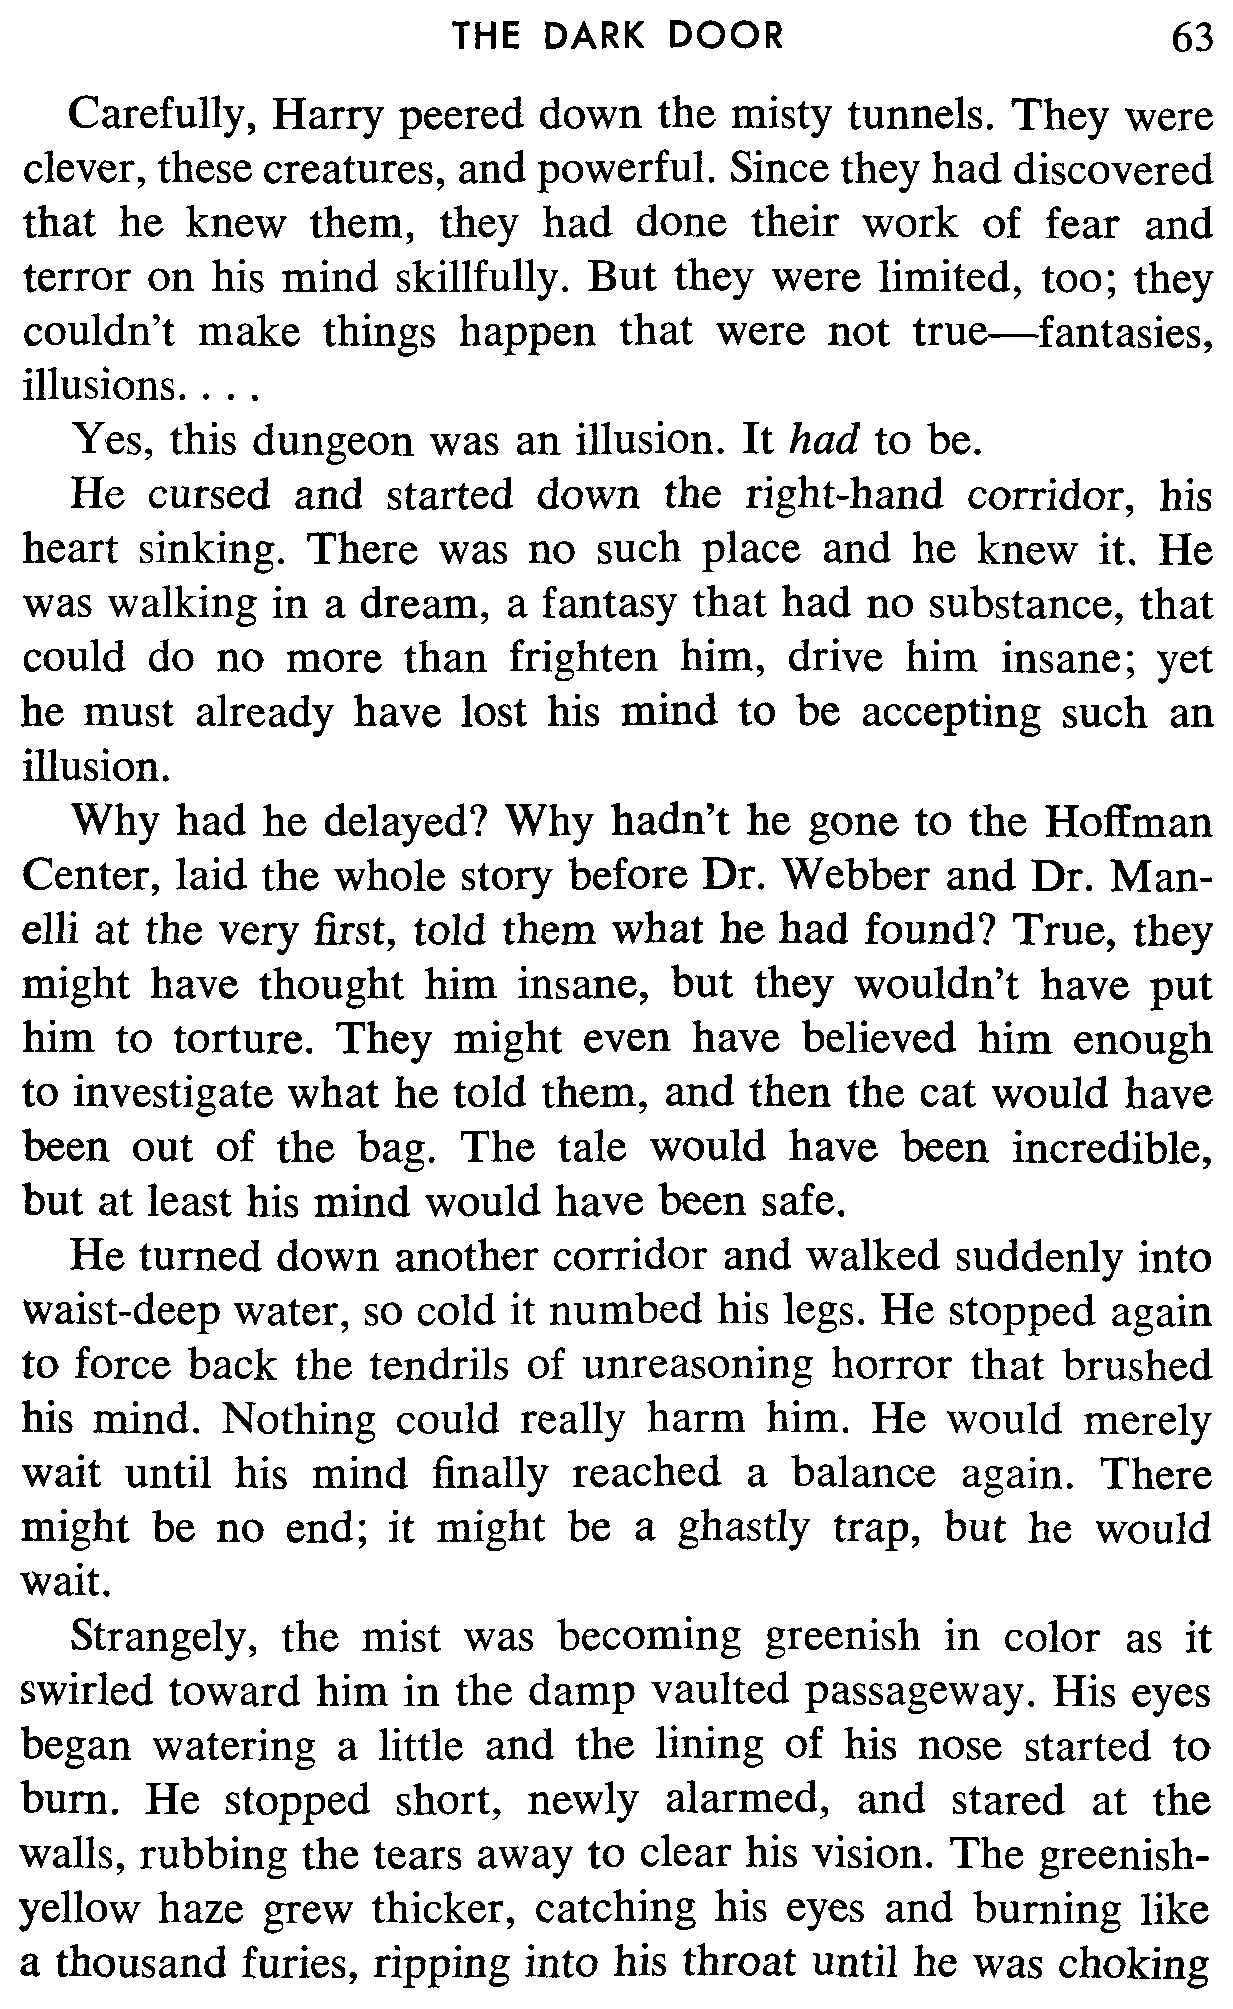 THE DARK DOOR 63
Carefully, Harry peered down the misty tunnels. They were
clever, these creatures, and powerful. Since they had discovered
that he knew them, they had done their work of fear and
terror on his mind skillfully. But they were limited, too; they
couldn't make things happen that were not true—fantasies,
illusions. . . .
Yes, this dungeon was an illusion. It had to be.
He cursed and started down the right-hand corridor, his
heart sinking. There was no such place and he knew it. He
was walking in a dream, a fantasy that had no substance, that
could do no more than frighten him, drive him insane; yet
he must already have lost his mind to be accepting such an
illusion.
Why had he delayed? Why hadn't he gone to the Hoffman
Center, laid the whole story before Dr. Webber and Dr. Man-
elli at the very first, told them what he had found? True, they
might have thought him insane, but they wouldn't have put
him to torture. They might even have believed him enough
to investigate what he told them, and then the cat would have
been out of the bag. The tale would have been incredible,
but at least his mind would have been safe.
He turned down another corridor and walked suddenly into
waist-deep water, so cold it numbed his legs. He stopped again
to force back the tendrils of unreasoning horror that brushed
his mind. Nothing could really harm him. He would merely
wait until his mind finally reached a balance again. There
might be no end; it might be a ghastly trap, but he would
wait.
Strangely, the mist was becoming greenish in color as it
swirled toward him in the damp vaulted passageway. His eyes
began watering a little and the lining of his nose started to
burn. He stopped short, newly alarmed, and stared at the
walls, rubbing the tears away to clear his vision. The greenish-
yellow haze grew thicker, catching his eyes and burning like
a thousand furies, ripping into his throat until he was choking